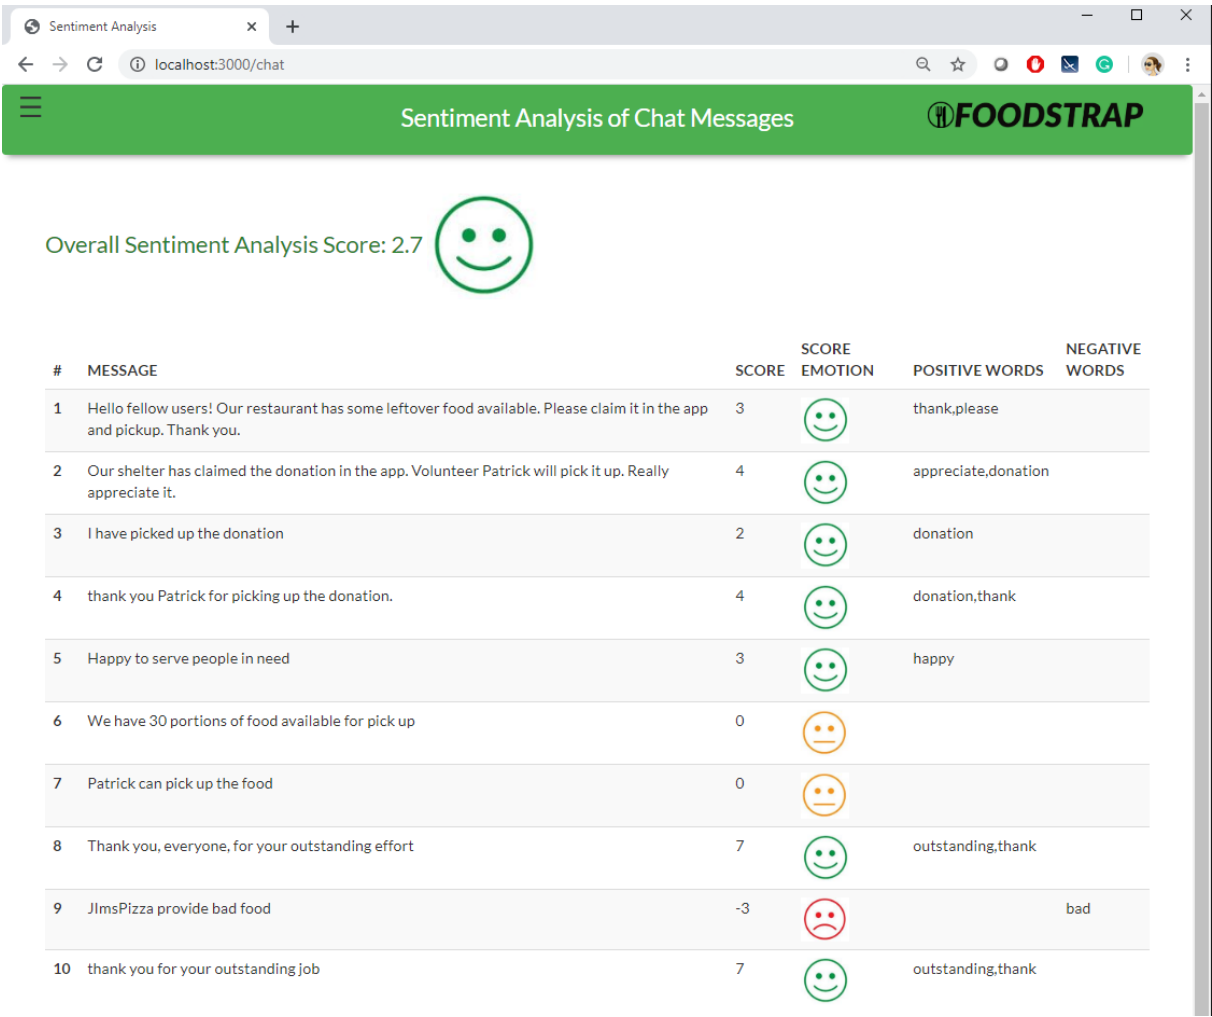 Sentiment Analysis
localhost:3000/chat
Sentiment Analysis of Chat Messages
FOODSTRAP
Overall Sentiment Analysis Score: 2.7
# MESSAGE SCORE SCORE EMOTION POSITIVE WORDS NEGATIVE WORDS
1 Hello fellow users! Our restaurant has some leftover food available. Please claim it in the app 3 thank,please
and pickup. Thank you.
2 Our shelter has claimed the donation in the app. Volunteer Patrick will pick it up. Really 4 appreciate,donation
appreciate it.
3 I have picked up the donation 2 donation
4 thank you Patrick for picking up the donation. 4 donation,thank
5 Happy to serve people in need 3 happy
6 We have 30 portions of food available for pick up 0
7 Patrick can pick up the food 0
8 Thank you, everyone, for your outstanding effort 7 outstanding,thank
9 JImsPizza provide bad food -3 bad
10 thank you for your outstanding job 7 outstanding,thank